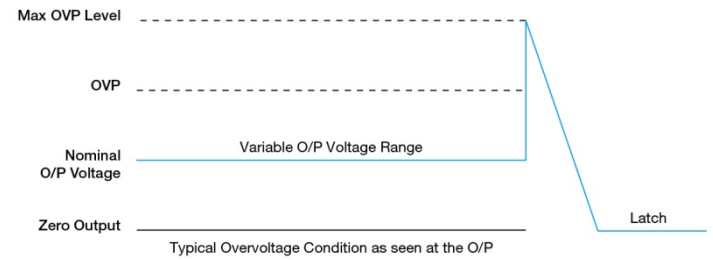 Max OVP Level
OVP
Variable O/P Voltage Range
Nominal
O/P Voltage
Zero Output
Latch
Typical Overvoltage Condition as seen at the O/P